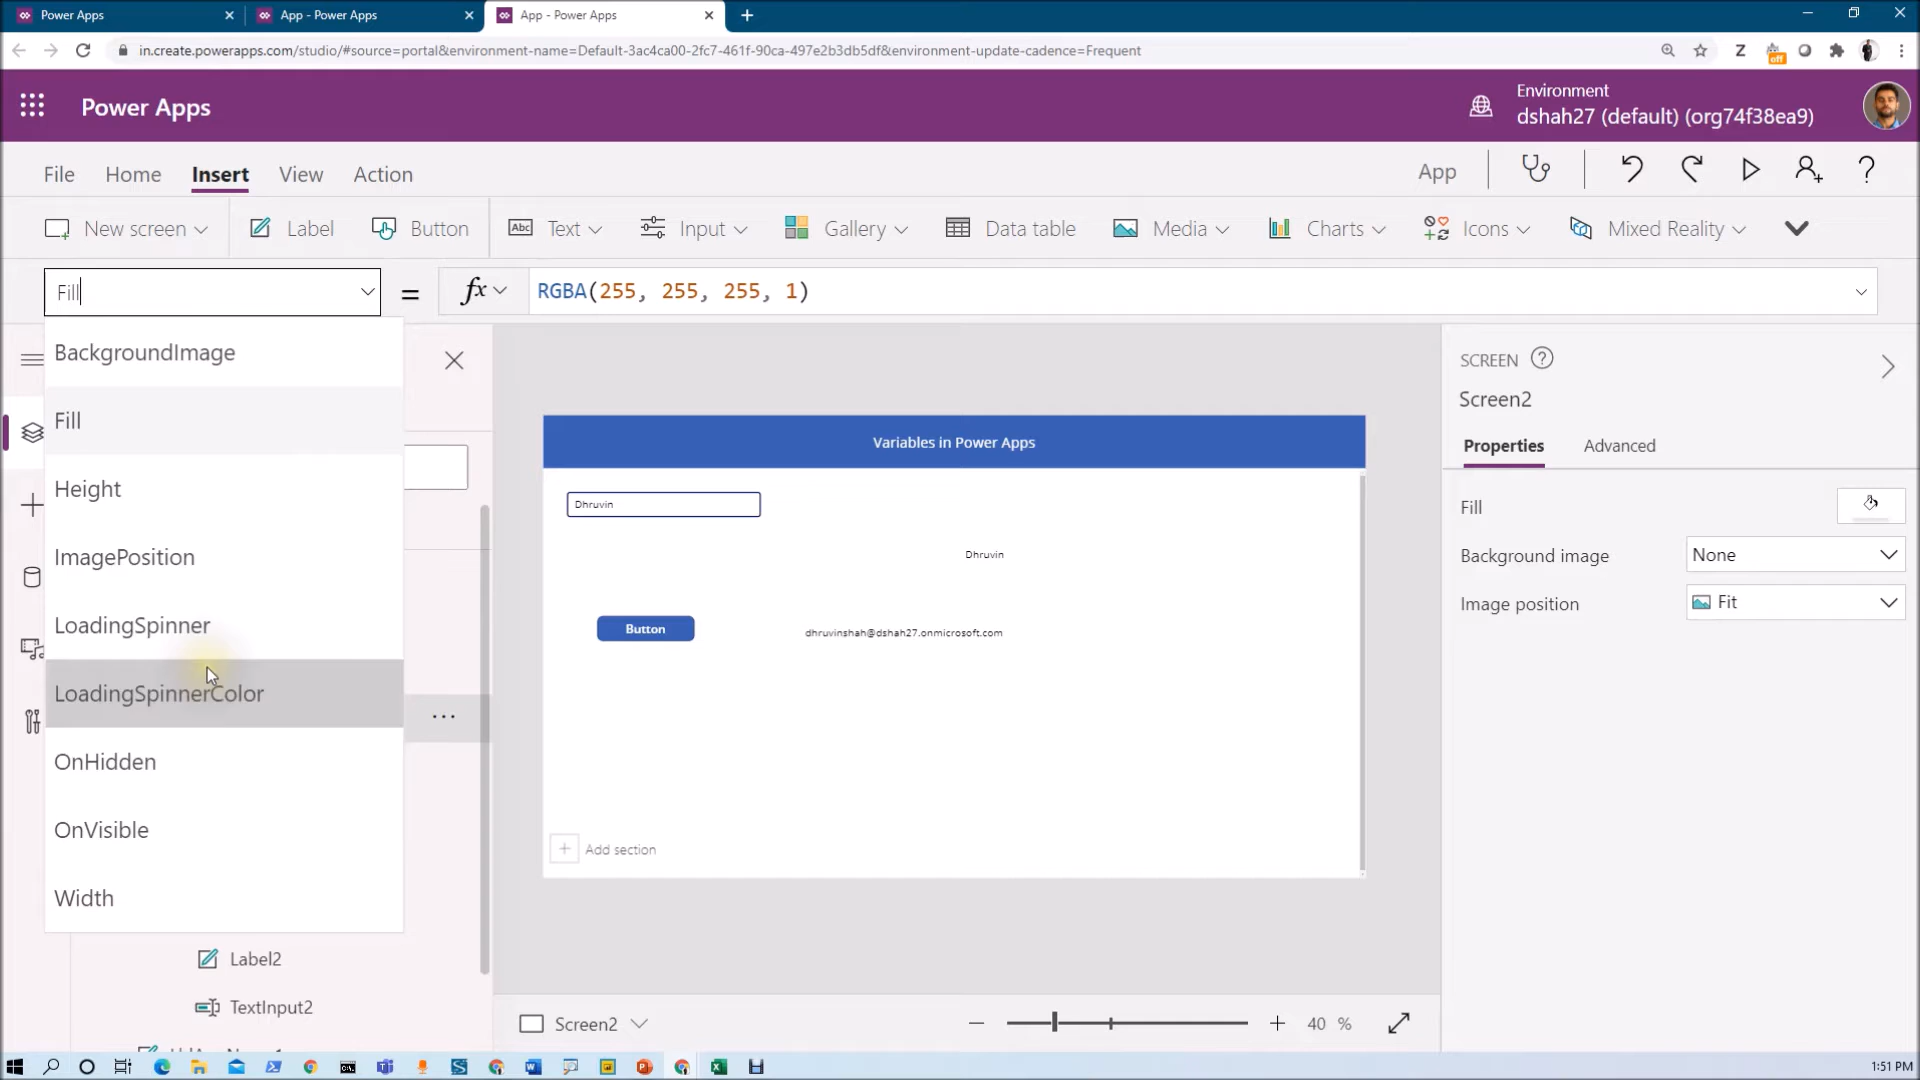 Power Apps
App - Power Apps
App - Power Apps
in.create.powerapps.com/studio/#source=portal&environment-name=Default-3ac4ca00-2fc7-461f-90ca-497e2b3db5df&environment-update-cadence=Frequent
Z
off
Power Apps
Environment
dshah27 (default) (org74f38ea9)
File Home Insert View Action
App
New screen
Label
Button
Abc Text
Input
Gallery
Data table
Media
Charts
Icons
Mixed Reality
Fill
=
fx
RGBA(255, 255, 255, 1)
BackgroundImage
Fill
Height
ImagePosition
LoadingSpinner
LoadingSpinnerColor
OnHidden
OnVisible
Width
Label2
TextInput2
Variables in Power Apps
Dhruvin
Dhruvin
Button
dhruvinshah@dshah27.onmicrosoft.com
Add section
Screen2
40 %
SCREEN
Screen2
Properties Advanced
Fill
Background image None
Image position Fit
1:51 PM